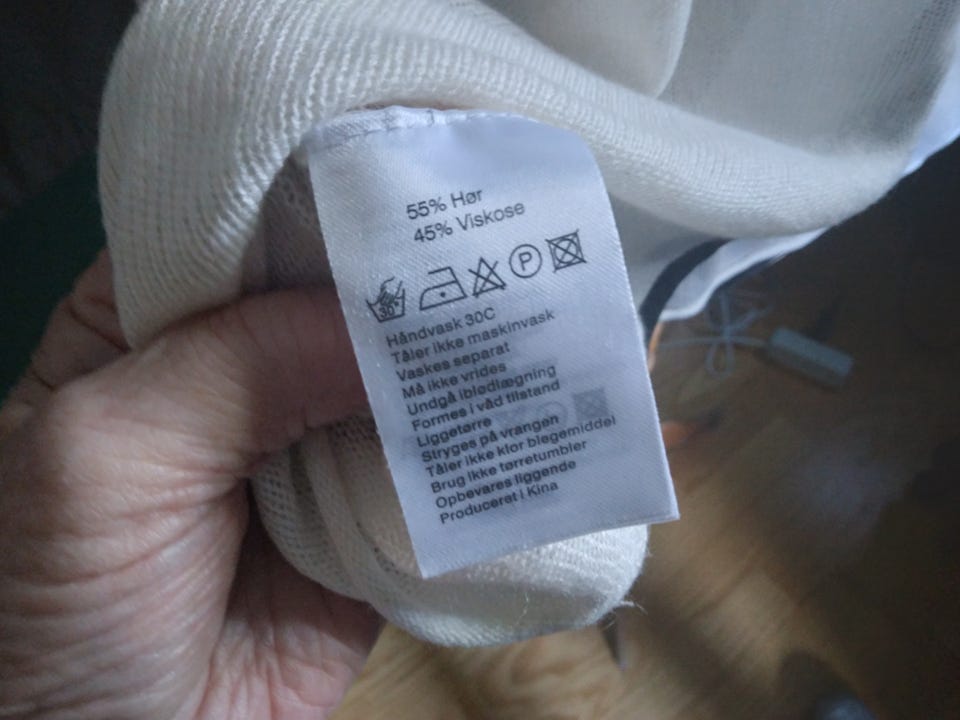 55% Hør
45% Viskose
30° P
Håndvask 30C
Tåler ikke maskinvask
Vaskes separat
Må ikke vrides
Undgå iblødlægning
Formes i våd tilstand
Liggetørre
Stryges på vrangen
Tåler ikke klor blegemiddel
Brug ikke tørretumbler
Opbevares liggende
Produceret i Kina